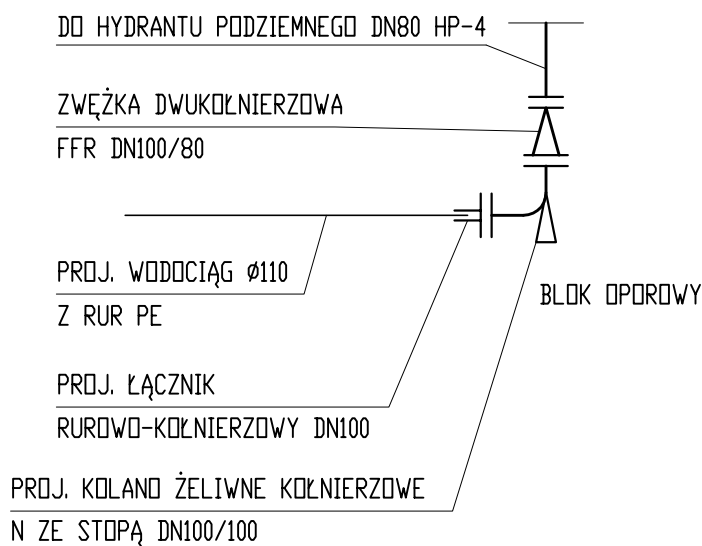 DO HYDRANTU PODZIEMNEGO DN80 HP-4
ZWĘŻKA DWUKOŁNIERZOWA
FFR DN100/80
PROJ. WODOCIĄG Ø110
Z RUR PE
BLOK OPOROWY
PROJ. ŁĄCZNIK
RUROWO-KOŁNIERZOWY DN100
PROJ. KOLANO ŻELIWNE KOŁNIERZOWE
N ZE STOPĄ DN100/100